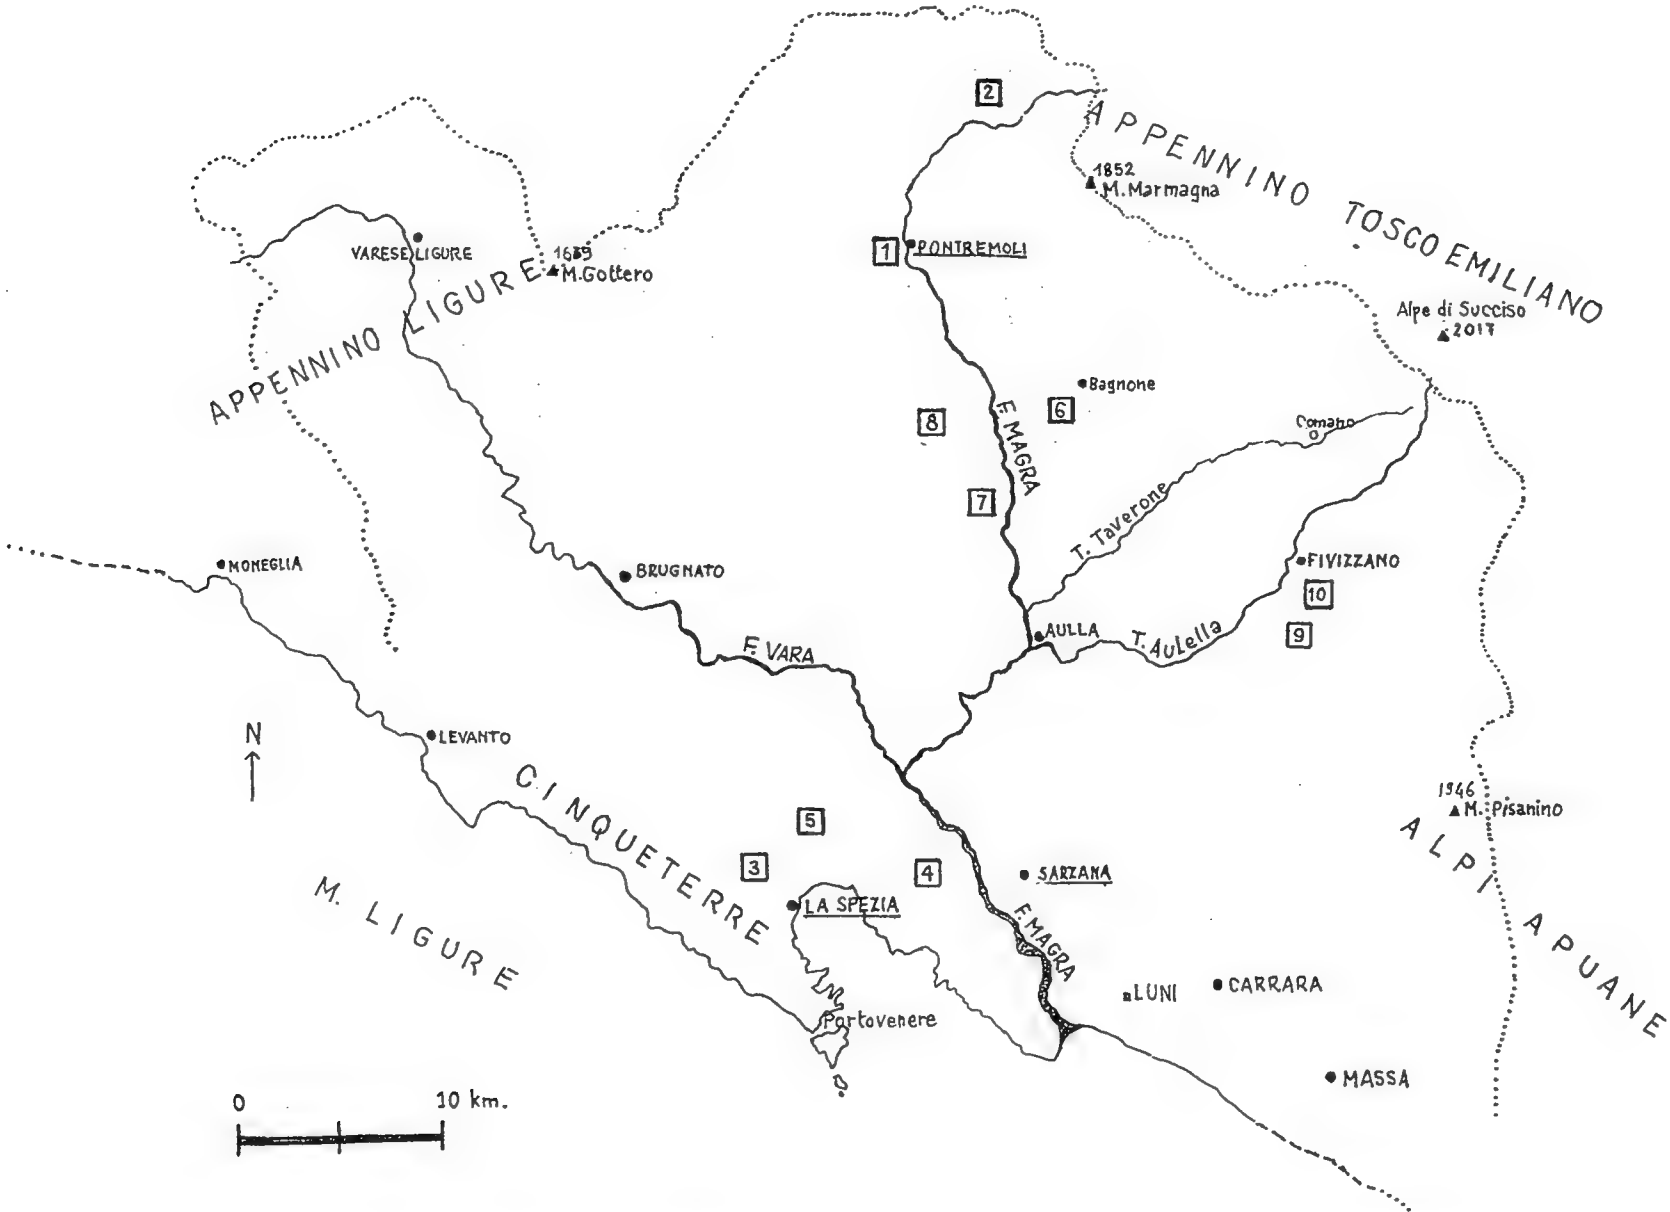 2
APPENNINO TOSCO EMILIANO
1852
M. Marmagna
VARESE LIGURE
1639
M. Gottero
1
PONTREMOLI
APPENNINO LIGURE
Alpe di Succiso
2017
Bagnone
6
8
F. MAGRA
Comano
7
T. Taverone
MONEGLIA
BRUGNATO
FIVIZZANO
10
9
AULLA
T. AULella
F. VARA
N
LEVANTO
CINQUETERRE
1946
M. Pisanino
ALPI APUANE
5
3
4
SARZANA
LA SPEZIA
M. LIGURE
F. MAGRA
LUNI
CARRARA
Portovenere
MASSA
0 10 km.